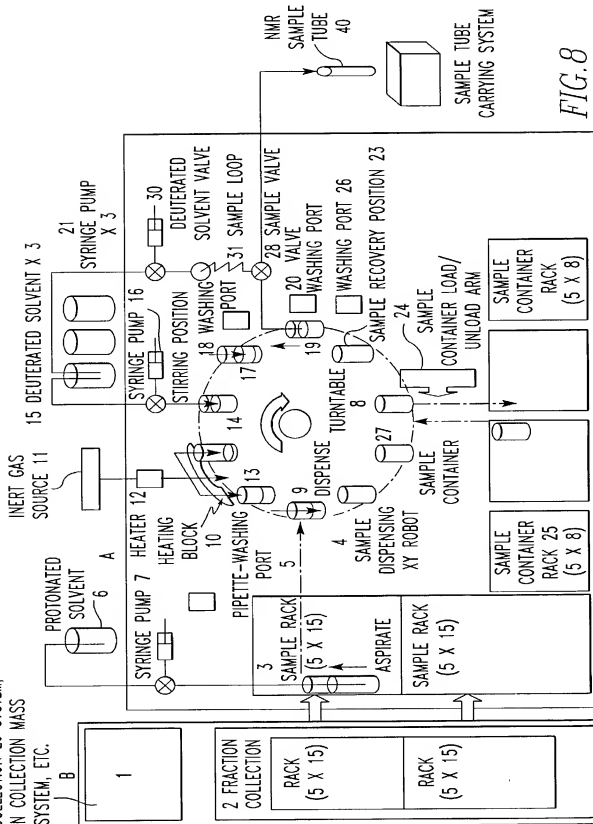 COLLECTION MASS
SYSTEM, ETC.
B
1
2 FRACTION
COLLECTION
RACK
(5 X 15)
RACK
(5 X 15)
PROTONATED
SOLVENT
6
A
SYRINGE PUMP 7
PIPETTE-WASHING
PORT
3
SAMPLE RACK
(5 X 15)
ASPIRATE
SAMPLE RACK
(5 X 15)
5
4
SAMPLE
DISPENSING
XY ROBOT
INERT GAS
SOURCE 11
HEATER 12
HEATING
BLOCK
10
13
9
DISPENSE
14
TURNTABLE
8
27
SAMPLE
CONTAINER
SAMPLE
CONTAINER
RACK 25
(5 X 8)
15 DEUTERATED SOLVENT X 3
21
SYRINGE PUMP
X 3
SYRINGE PUMP 16
STIRRING POSITION
30
DEUTERATED
SOLVENT VALVE
31 SAMPLE LOOP
28 SAMPLE VALVE
18 WASHING
PORT
17
19
20 VALVE
WASHING PORT
WASHING PORT 26
SAMPLE RECOVERY POSITION 23
24
SAMPLE
CONTAINER LOAD/
UNLOAD ARM
SAMPLE
CONTAINER
RACK
(5 X 8)
NMR
SAMPLE
TUBE
40
SAMPLE TUBE
CARRYING SYSTEM
FIG.8